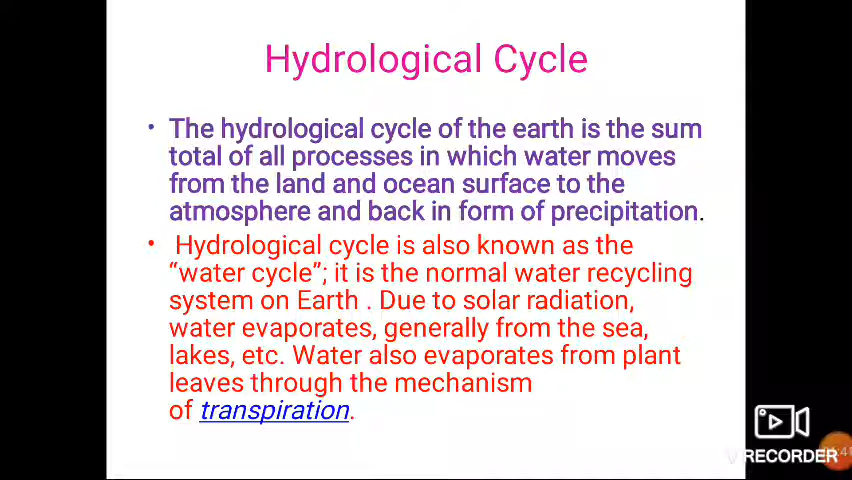 Hydrological Cycle
• The hydrological cycle of the earth is the sum
total of all processes in which water moves
from the land and ocean surface to the
atmosphere and back in form of precipitation.
• Hydrological cycle is also known as the
“water cycle”; it is the normal water recycling
system on Earth . Due to solar radiation,
water evaporates, generally from the sea,
lakes, etc. Water also evaporates from plant
leaves through the mechanism
of transpiration.
V RECORDER